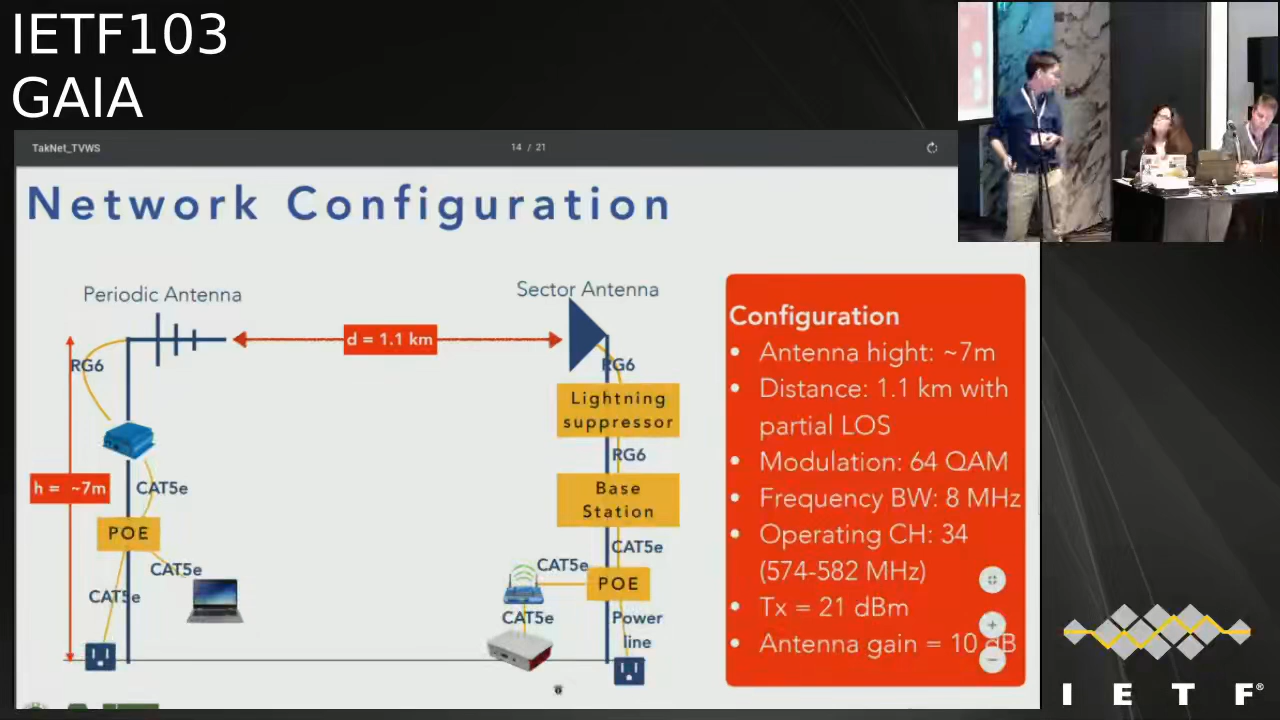 IETF103
GAIA
TakNet_TVWS
14 / 21
Network Configuration
Periodic Antenna
Sector Antenna
d = 1.1 km
RG6
RG6
Lightning
suppressor
RG6
h = ~7m
CAT5e
Base
Station
POE
CAT5e
CAT5e
CAT5e
CAT5e
POE
CAT5e
Power
line
Configuration
• Antenna hight: ~7m
• Distance: 1.1 km with
partial LOS
• Modulation: 64 QAM
• Frequency BW: 8 MHz
• Operating CH: 34
(574-582 MHz)
• Tx = 21 dBm
• Antenna gain = 10 dB
I E T F®